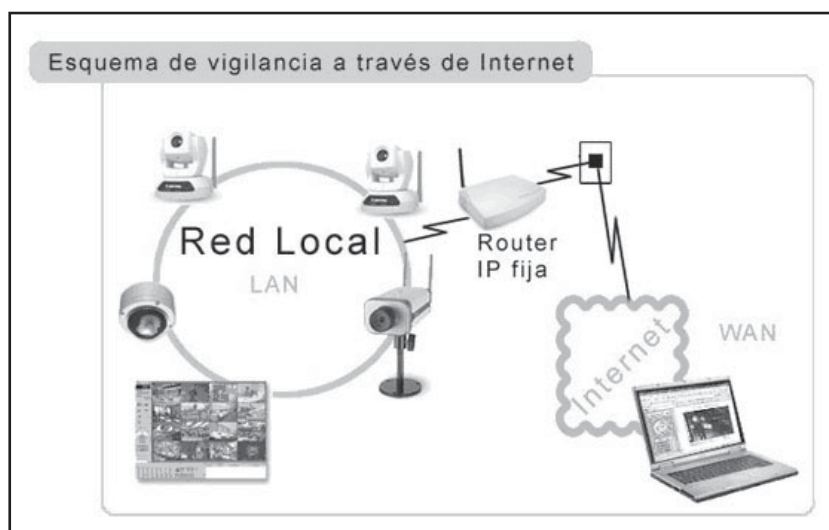 Esquema de vigilancia a través de Internet
Red Local
LAN
Router
IP fija
Internet
WAN